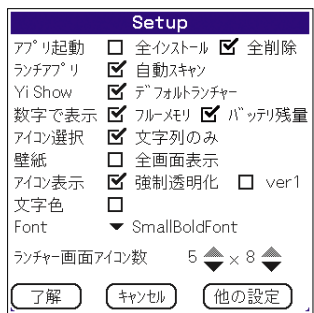 Setup
ｱﾌﾟﾘ起動 ☐ 全ｲﾝｽﾄｰﾙ ☑ 全削除
ﾗﾝﾁｱﾌﾟﾘ ☑ 自動ｽｷｬﾝ
Yi Show ☑ ﾃﾞﾌｫﾙﾄﾗﾝﾁｬｰ
数字で表示 ☑ ﾌﾙｰﾒﾓﾘ ☑ ﾊﾞｯﾃﾘ残量
ｱｲｺﾝ選択 ☑ 文字列のみ
壁紙 ☐ 全画面表示
ｱｲｺﾝ表示 ☑ 強制透明化 ☐ ver1
文字色 ☐
Font ▼ SmallBoldFont
ﾗﾝﾁｬｰ画面ｱｲｺﾝ数 5 × 8
了解 ｷｬﾝｾﾙ 他の設定